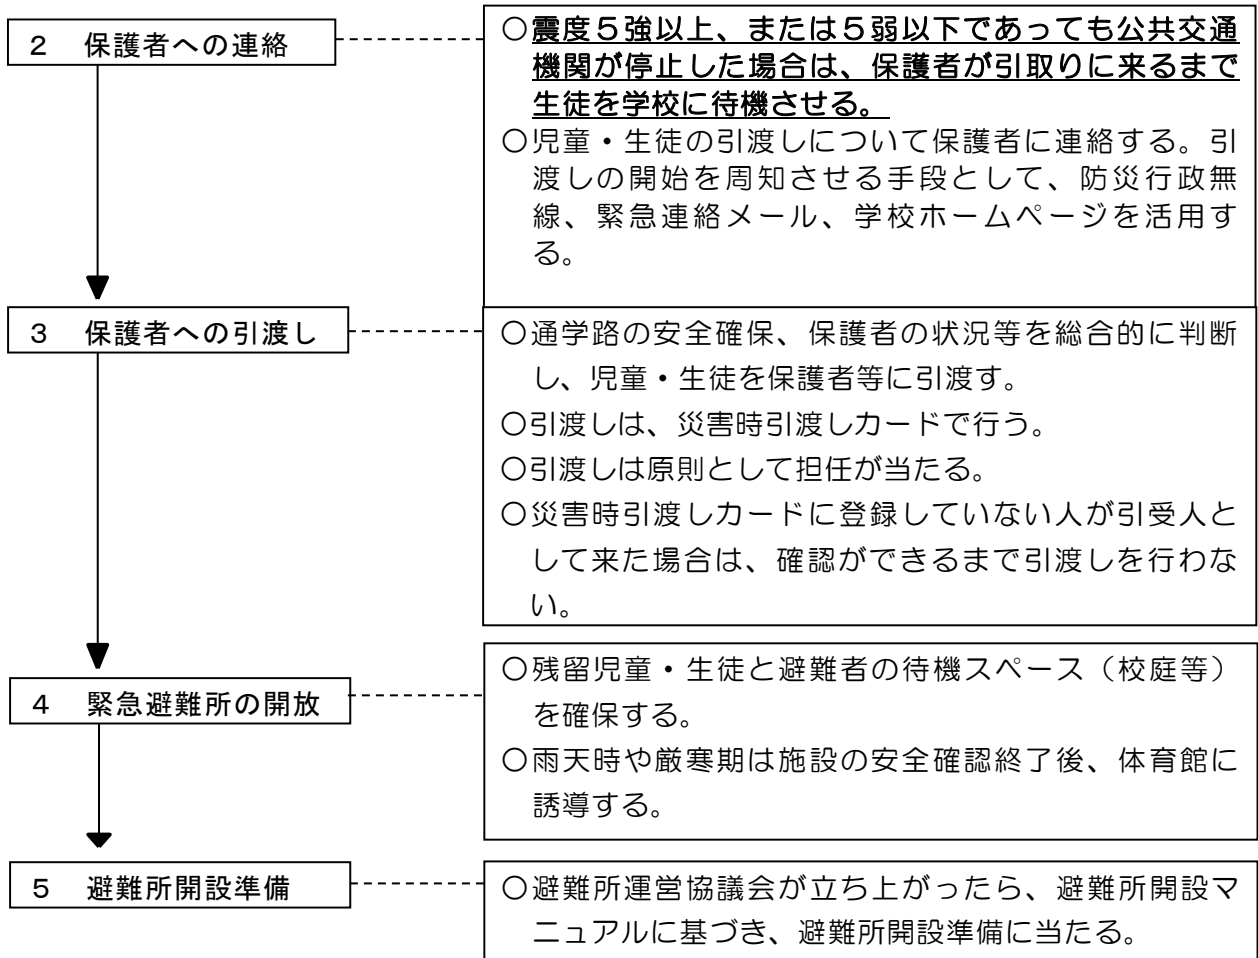 ２　保護者への連絡
○震度５強以上、または５弱以下であっても公共交通
機関が停止した場合は、保護者が引取りに来るまで
生徒を学校に待機させる。
○児童・生徒の引渡しについて保護者に連絡する。引
渡しの開始を周知させる手段として、防災行政無
線、緊急連絡メール、学校ホームページを活用す
る。
３　保護者への引渡し
○通学路の安全確保、保護者の状況等を総合的に判断
し、児童・生徒を保護者等に引渡す。
○引渡しは、災害時引渡しカードで行う。
○引渡しは原則として担任が当たる。
○災害時引渡しカードに登録していない人が引受人と
して来た場合は、確認ができるまで引渡しを行わな
い。
４　緊急避難所の開放
○残留児童・生徒と避難者の待機スペース（校庭等）
を確保する。
○雨天時や厳寒期は施設の安全確認終了後、体育館に
誘導する。
５　避難所開設準備
○避難所運営協議会が立ち上がったら、避難所開設マ
ニュアルに基づき、避難所開設準備に当たる。